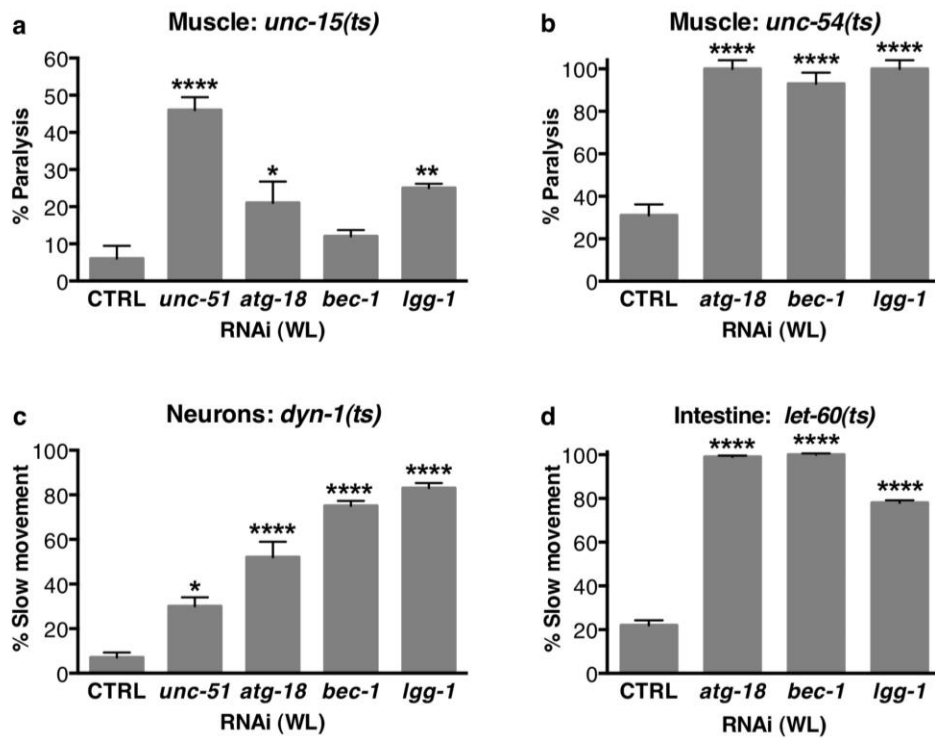 a Muscle: unc-15(ts)
% Paralysis
60
50
40
30
20
10
0
****
*
**
CTRL unc-51 atg-18 bec-1 lgg-1
RNAi (WL)
b Muscle: unc-54(ts)
% Paralysis
100
80
60
40
20
0
**** **** ****
CTRL atg-18 bec-1 lgg-1
RNAi (WL)
c Neurons: dyn-1(ts)
% Slow movement
100
80
60
40
20
0
*
****
****
****
CTRL unc-51 atg-18 bec-1 lgg-1
RNAi (WL)
d Intestine: let-60(ts)
% Slow movement
100
80
60
40
20
0
**** ****
****
CTRL atg-18 bec-1 lgg-1
RNAi (WL)